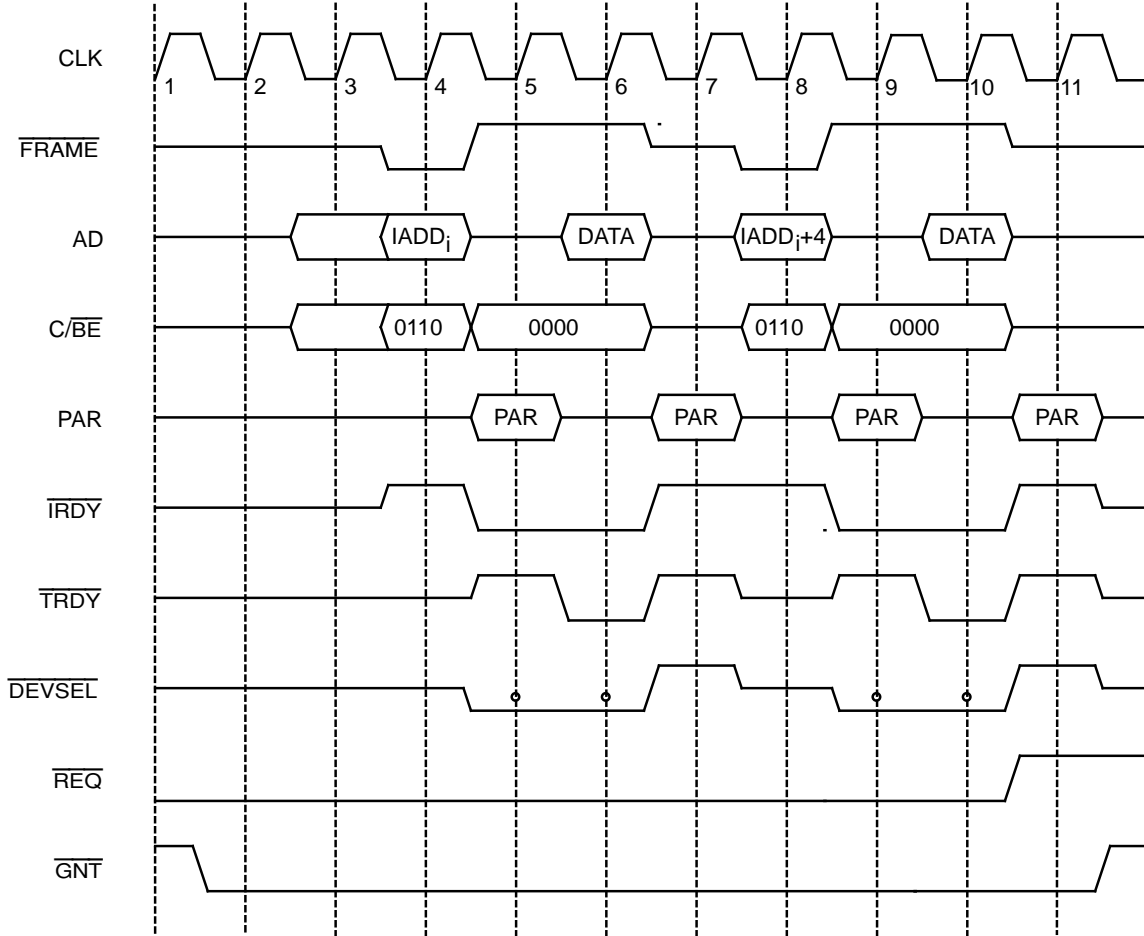 CLK
1 2 3 4 5 6 7 8 9 10 11
FRAME
AD IADDi DATA IADDi+4 DATA
C/BE 0110 0000 0110 0000
PAR PAR PAR PAR PAR
IRDY
TRDY
DEVSEL
REQ
GNT